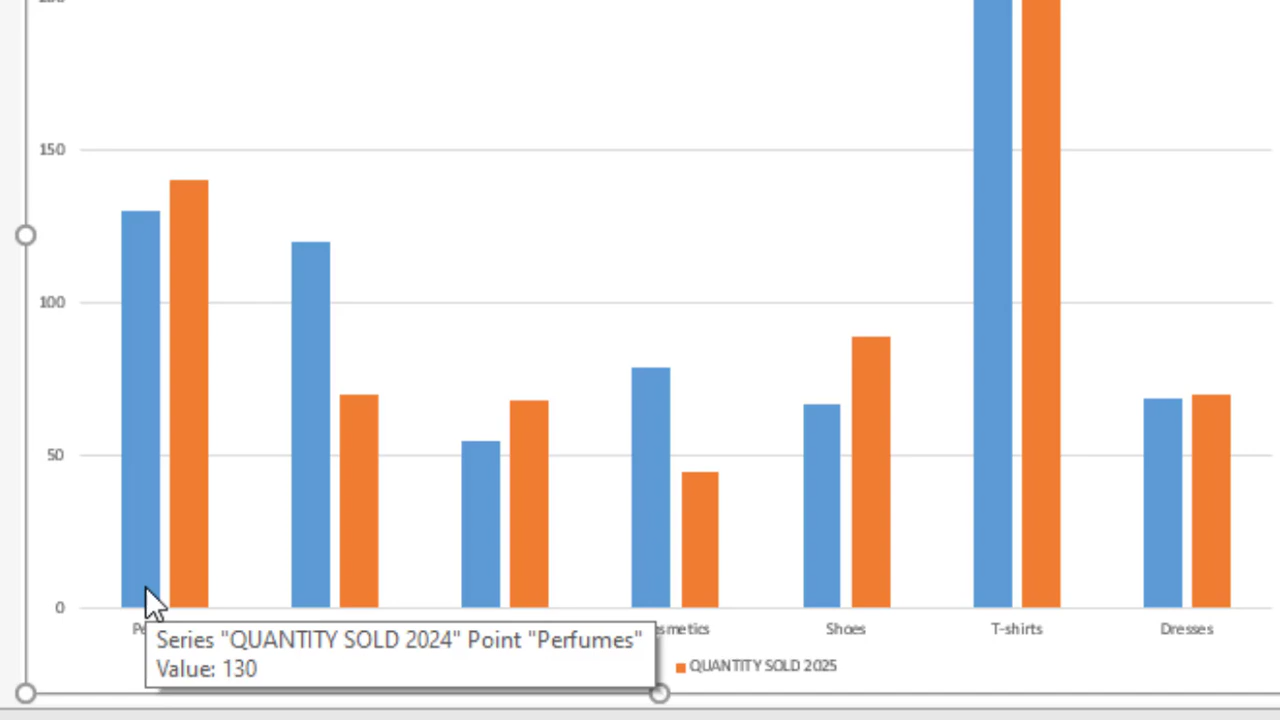 150
100
50
0
Shoes
T-shirts
Dresses
Series "QUANTITY SOLD 2024" Point "Perfumes"
Value: 130
QUANTITY SOLD 2025